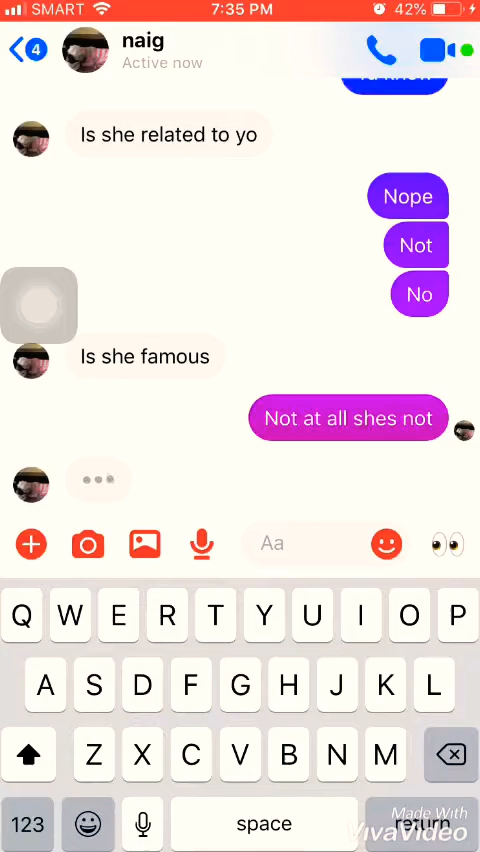 SMART 7:35 PM 42%
4 naig
Active now
Is she related to yo
Nope
Not
No
Is she famous
Not at all shes not
Aa
Q W E R T Y U I O P
A S D F G H J K L
Z X C V B N M
123 space return
Made With
VivaVideo